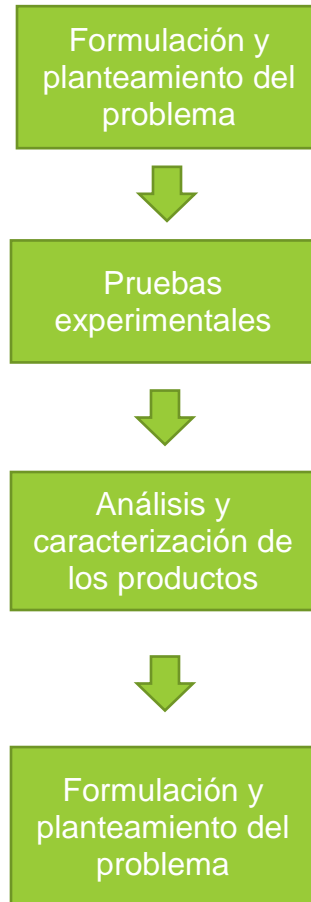 Formulación y
planteamiento del
problema
Pruebas
experimentales
Análisis y
caracterización de
los productos
Formulación y
planteamiento del
problema